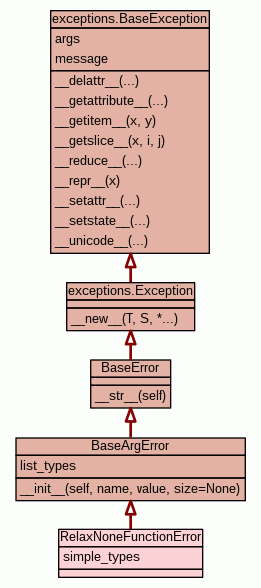 exceptions.BaseException
args
message
__delattr__(...)
__getattribute__(...)
__getitem__(x, y)
__getslice__(x, i, j)
__reduce__(...)
__repr__(x)
__setattr__(...)
__setstate__(...)
__unicode__(...)
exceptions.Exception
__new__(T, S, *...)
BaseError
__str__(self)
BaseArgError
list_types
__init__(self, name, value, size=None)
RelaxNoneFunctionError
simple_types